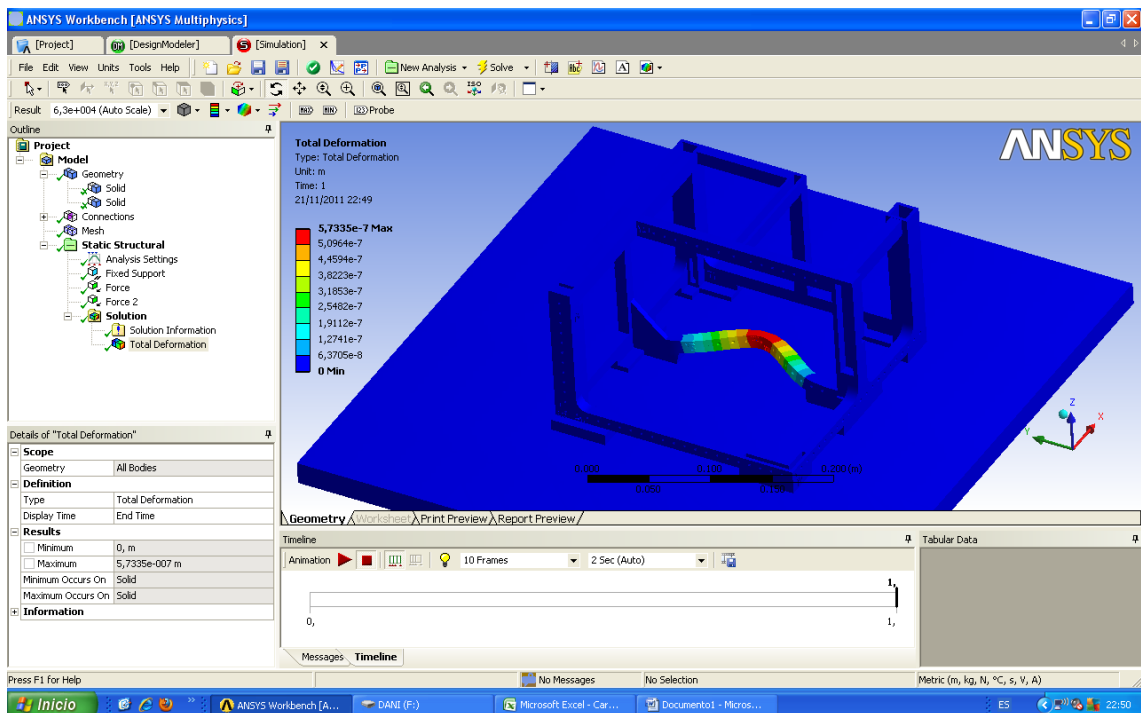 ANSYS Workbench [ANSYS Multiphysics]
[Project] [DesignModeler] [Simulation]
File Edit View Units Tools Help New Analysis Solve
Result 6,3e+004 (Auto Scale) MAX MIN Probe
Outline
Project
Model
Geometry
Solid
Solid
Connections
Mesh
Static Structural
Analysis Settings
Fixed Support
Force
Force 2
Solution
Solution Information
Total Deformation
Details of "Total Deformation"
Scope
Geometry All Bodies
Definition
Type Total Deformation
Display Time End Time
Results
Minimum 0, m
Maximum 5,7335e-007 m
Minimum Occurs On Solid
Maximum Occurs On Solid
Information
Total Deformation
Type: Total Deformation
Unit: m
Time: 1
21/11/2011 22:49
5,7335e-7 Max
5,0964e-7
4,4594e-7
3,8223e-7
3,1853e-7
2,5482e-7
1,9112e-7
1,2741e-7
6,3705e-8
0 Min
ANSYS
Z
X
Y
0.000 0.100
0.050
Geometry Worksheet Print Preview Report Preview
Timeline
Animation 10 Frames 2 Sec (Auto)
1,
0, 1,
Messages Timeline
Tabular Data
Press F1 for Help No Messages No Selection Metric (m, kg, N, ºC, s, V, A)
Inicio ANSYS Workbench [A... DANI (F:) Microsoft Excel - Car... Documento1 - Micros... ES 22:50